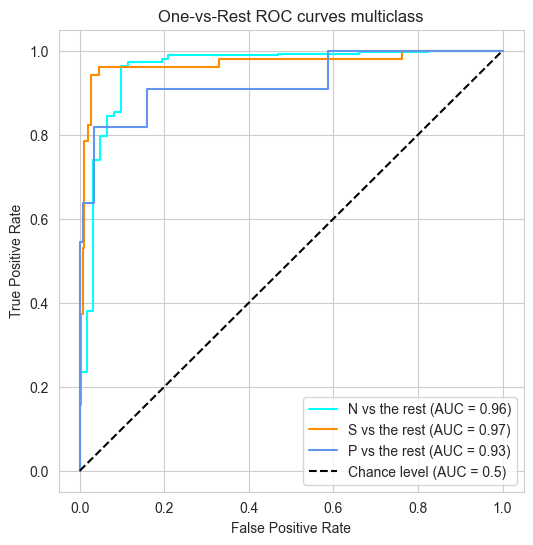 One-vs-Rest ROC curves multiclass
True Positive Rate
1.0
0.8
0.6
0.4
0.2
0.0
N vs the rest (AUC = 0.96)
S vs the rest (AUC = 0.97)
P vs the rest (AUC = 0.93)
Chance level (AUC = 0.5)
0.0 0.2 0.4 0.6 0.8 1.0
False Positive Rate